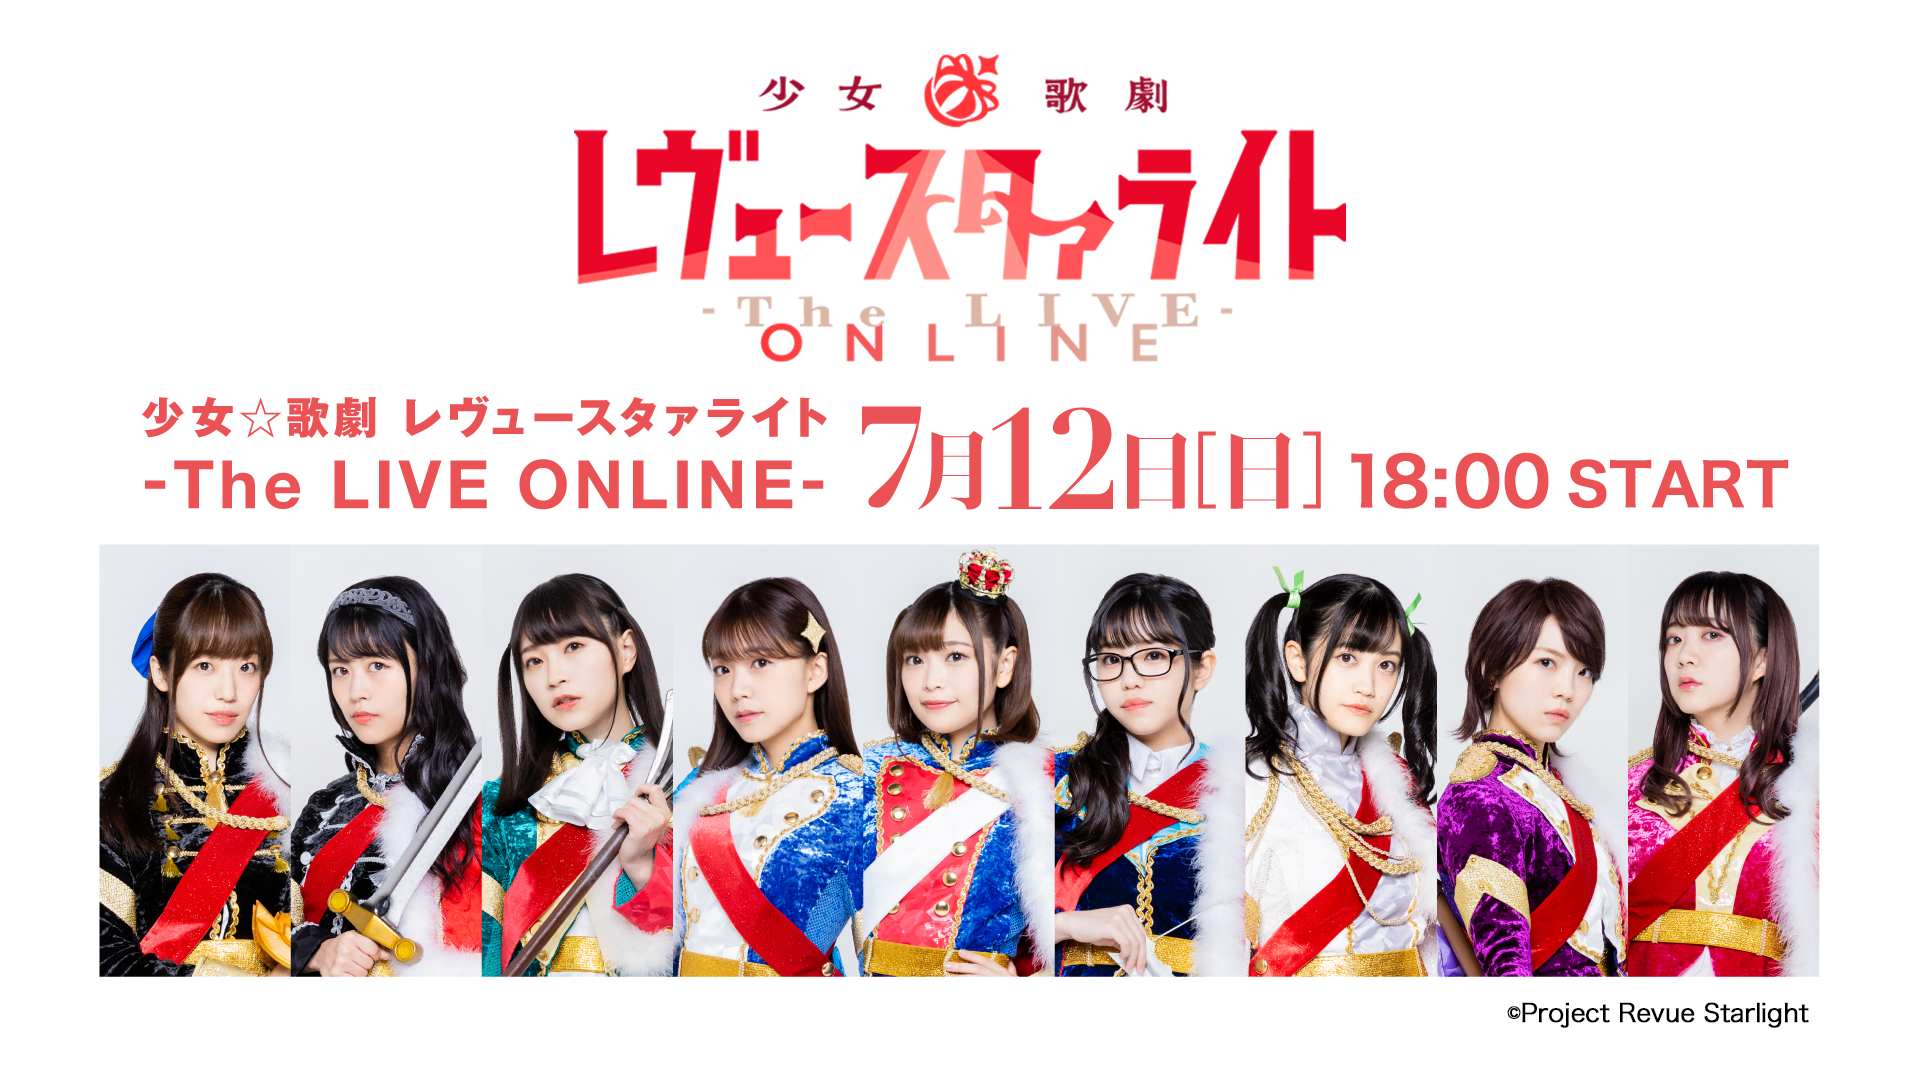 少女 歌劇
レヴュースタァライト
-The LIVE-
ONLINE
少女☆歌劇 レヴュースタァライト
-The LIVE ONLINE-
7月12日[日] 18:00 START
©Project Revue Starlight